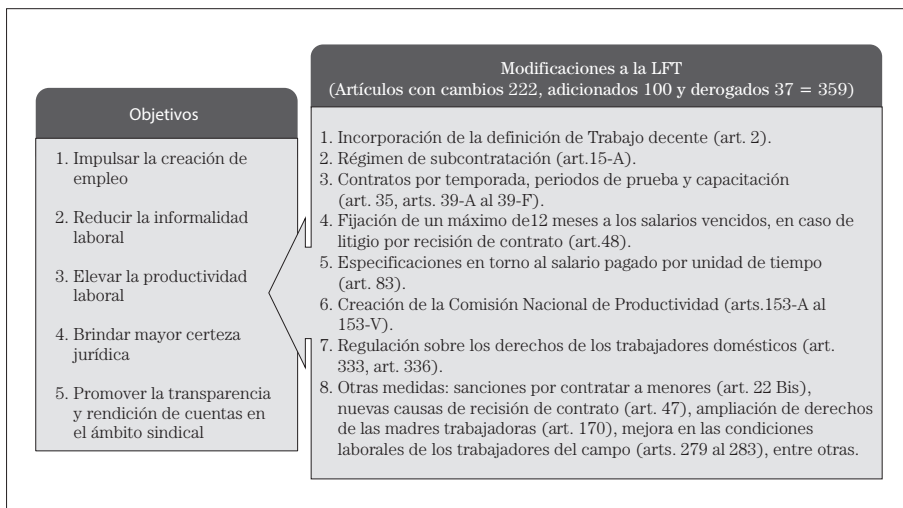 Objetivos
1. Impulsar la creación de
empleo
2. Reducir la informalidad
laboral
3. Elevar la productividad
laboral
4. Brindar mayor certeza
jurídica
5. Promover la transparencia
y rendición de cuentas en
el ámbito sindical
Modificaciones a la LFT
(Artículos con cambios 222, adicionados 100 y derogados 37 = 359)
1. Incorporación de la definición de Trabajo decente (art. 2).
2. Régimen de subcontratación (art.15-A).
3. Contratos por temporada, periodos de prueba y capacitación
(art. 35, arts. 39-A al 39-F).
4. Fijación de un máximo de12 meses a los salarios vencidos, en caso de
litigio por recisión de contrato (art.48).
5. Especificaciones en torno al salario pagado por unidad de tiempo
(art. 83).
6. Creación de la Comisión Nacional de Productividad (arts.153-A al
153-V).
7. Regulación sobre los derechos de los trabajadores domésticos (art.
333, art. 336).
8. Otras medidas: sanciones por contratar a menores (art. 22 Bis),
nuevas causas de recisión de contrato (art. 47), ampliación de derechos
de las madres trabajadoras (art. 170), mejora en las condiciones
laborales de los trabajadores del campo (arts. 279 al 283), entre otras.